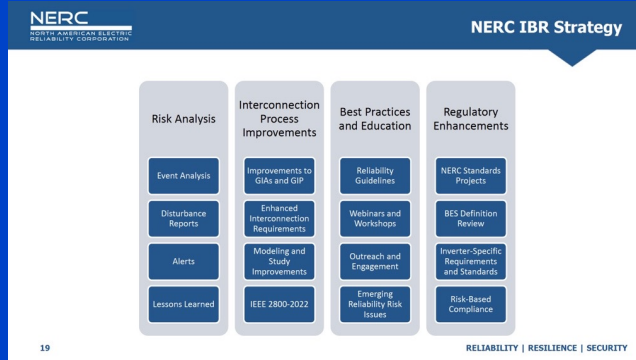 NERC
NORTH AMERICAN ELECTRIC
RELIABILITY CORPORATION
NERC IBR Strategy
Risk Analysis
Event Analysis
Disturbance
Reports
Alerts
Lessons Learned
Interconnection
Process
Improvements
Improvements to
GIAs and GIP
Enhanced
Interconnection
Requirements
Modeling and
Study
Improvements
IEEE 2800-2022
Best Practices
and Education
Reliability
Guidelines
Webinars and
Workshops
Outreach and
Engagement
Emerging
Reliability Risk
Issues
Regulatory
Enhancements
NERC Standards
Projects
BES Definition
Review
Inverter-Specific
Requirements
and Standards
Risk-Based
Compliance
19
RELIABILITY | RESILIENCE | SECURITY